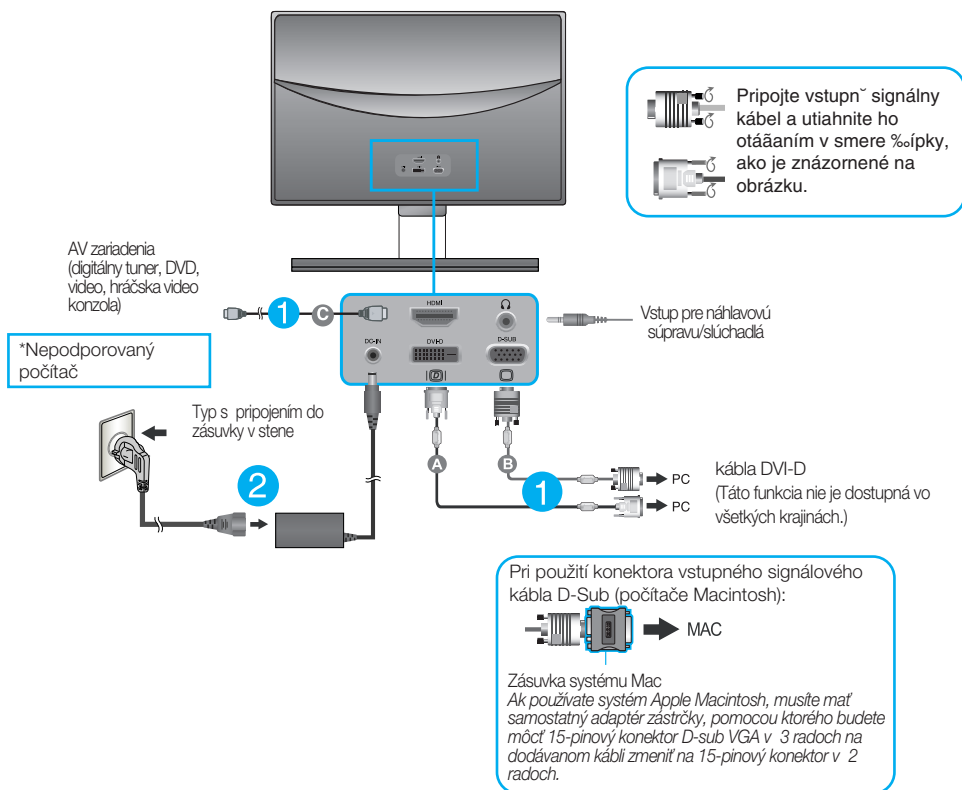 Pripojte vstupn˘ signálny
kábel a utiahnite ho
otáãaním v smere ‰ípky,
ako je znázornené na
obrázku.
AV zariadenia
(digitálny tuner, DVD,
video, hráčska video
konzola)
1
C
HDMI
DC-IN
DVI-D
D-SUB
D
Vstup pre náhlavovú
súpravu/slúchadlá
*Nepodporovaný
počítač
Typ s pripojením do
zásuvky v stene
2
A
B
1
PC
PC
kábla DVI-D
(Táto funkcia nie je dostupná vo
všetkých krajinách.)
Pri použití konektora vstupného signálového
kábla D-Sub (počítače Macintosh):
MAC
Zásuvka systému Mac
Ak používate systém Apple Macintosh, musíte mať
samostatný adaptér zástrčky, pomocou ktorého budete
môcť 15-pinový konektor D-sub VGA v 3 radoch na
dodávanom kábli zmeniť na 15-pinový konektor v 2
radoch.